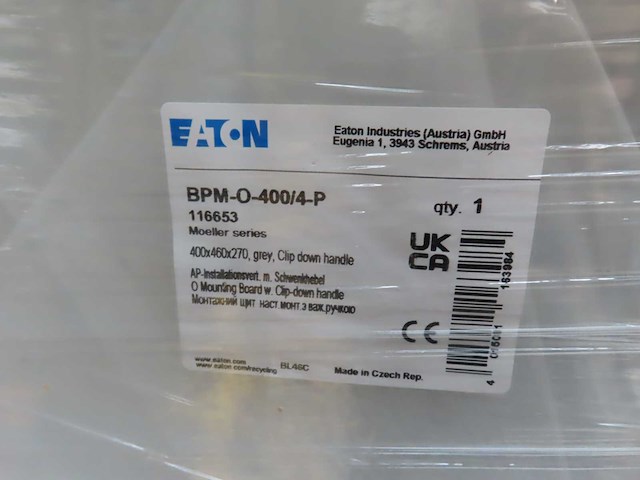 EATON
Eaton Industries (Austria) GmbH
Eugenia 1, 3943 Schrems, Austria
BPM-O-400/4-P
116653
Moeller series
qty. 1
400x460x270, grey, Clip down handle
UK
CA
AP-Installationsvert. m. Schwenkhebel
O Mounting Board w. Clip-down handle
Монтажний щит наст.монт.з важ.ручкою
CE
www.eaton.com
www.eaton.com/recycling
BL46C
Made in Czech Rep.
163984